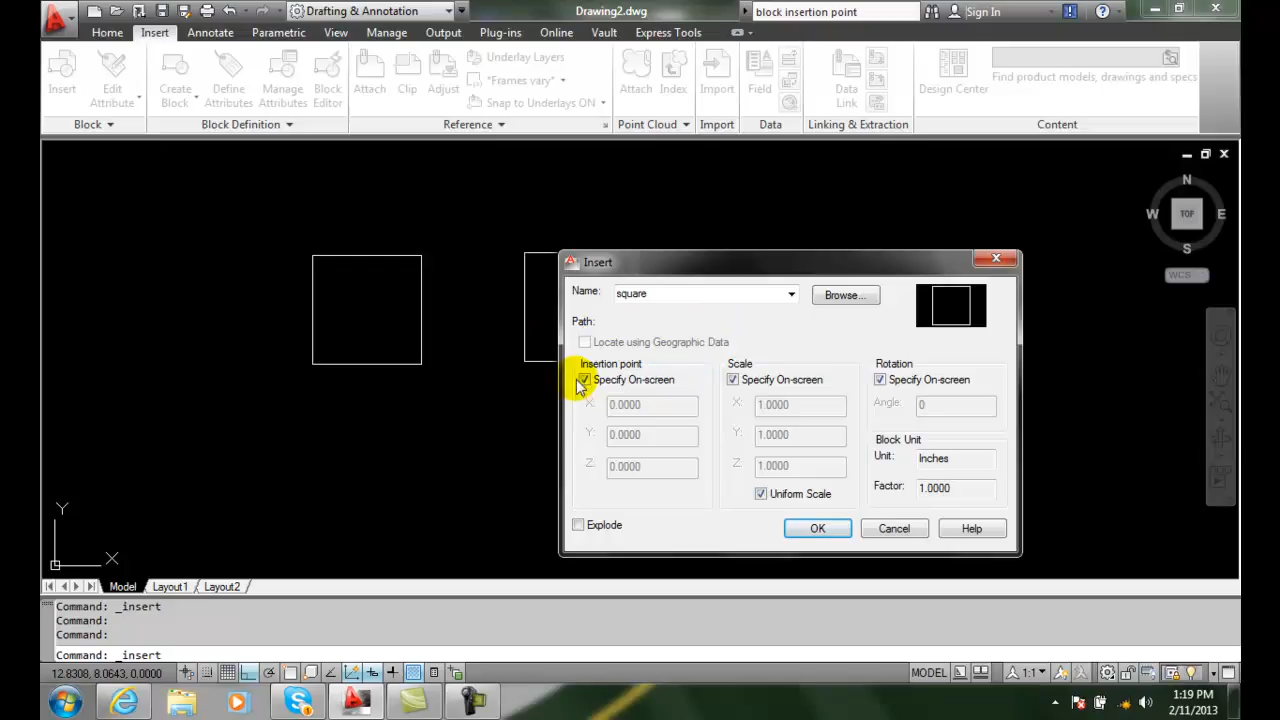 Drafting & Annotation
Drawing2.dwg
block insertion point
Sign In
Home Insert Annotate Parametric View Manage Output Plug-ins Online Vault Express Tools
Insert
Edit Attribute
Create Block
Define Attributes
Manage Attributes
Block Editor
Attach
Clip
Adjust
Underlay Layers
*Frames vary*
Snap to Underlays ON
Attach
Index
Import
Field
Data Link
Design Center
Find product models, drawings and specs
Block
Block Definition
Reference
Point Cloud
Import
Data
Linking & Extraction
Content
N
W TOP E
S
WCS
Insert
Name: square Browse...
Path:
Locate using Geographic Data
Insertion point
Specify On-screen
X: 0.0000
Y: 0.0000
Z: 0.0000
Scale
Specify On-screen
X: 1.0000
Y: 1.0000
Z: 1.0000
Uniform Scale
Rotation
Specify On-screen
Angle: 0
Block Unit
Unit: Inches
Factor: 1.0000
Explode
OK Cancel Help
Y
X
Model Layout1 Layout2
Command: _insert
Command:
Command:
Command: _insert
12.8308, 8.0643, 0.0000
MODEL
1:1
1:19 PM
2/11/2013